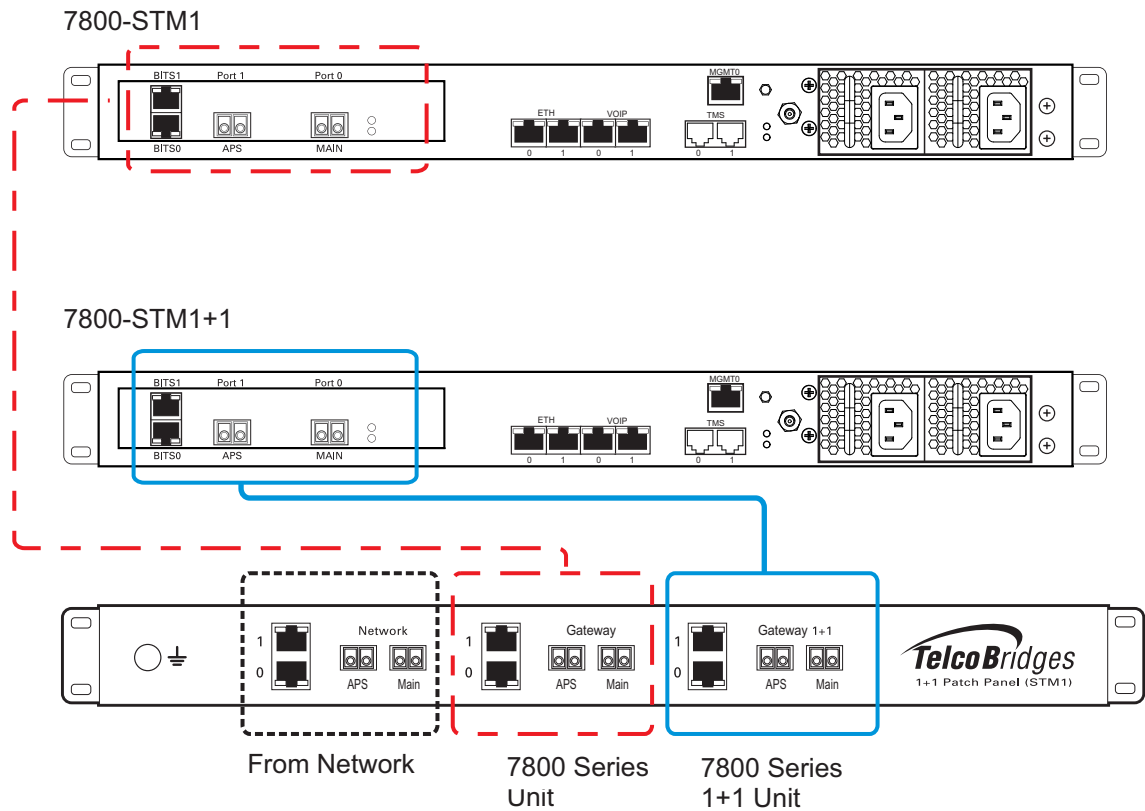 7800-STM1
BITS1 Port 1 Port 0
BITS0 APS MAIN
ETH VOIP
0 1 0 1
MGMT0
TMS
0 1
7800-STM1+1
BITS1 Port 1 Port 0
BITS0 APS MAIN
ETH VOIP
0 1 0 1
MGMT0
TMS
0 1
1
0
Network
APS Main
1
0
Gateway
APS Main
1
0
Gateway 1+1
APS Main
TelcoBridges
1+1 Patch Panel (STM1)
From Network
7800 Series
Unit
7800 Series
1+1 Unit